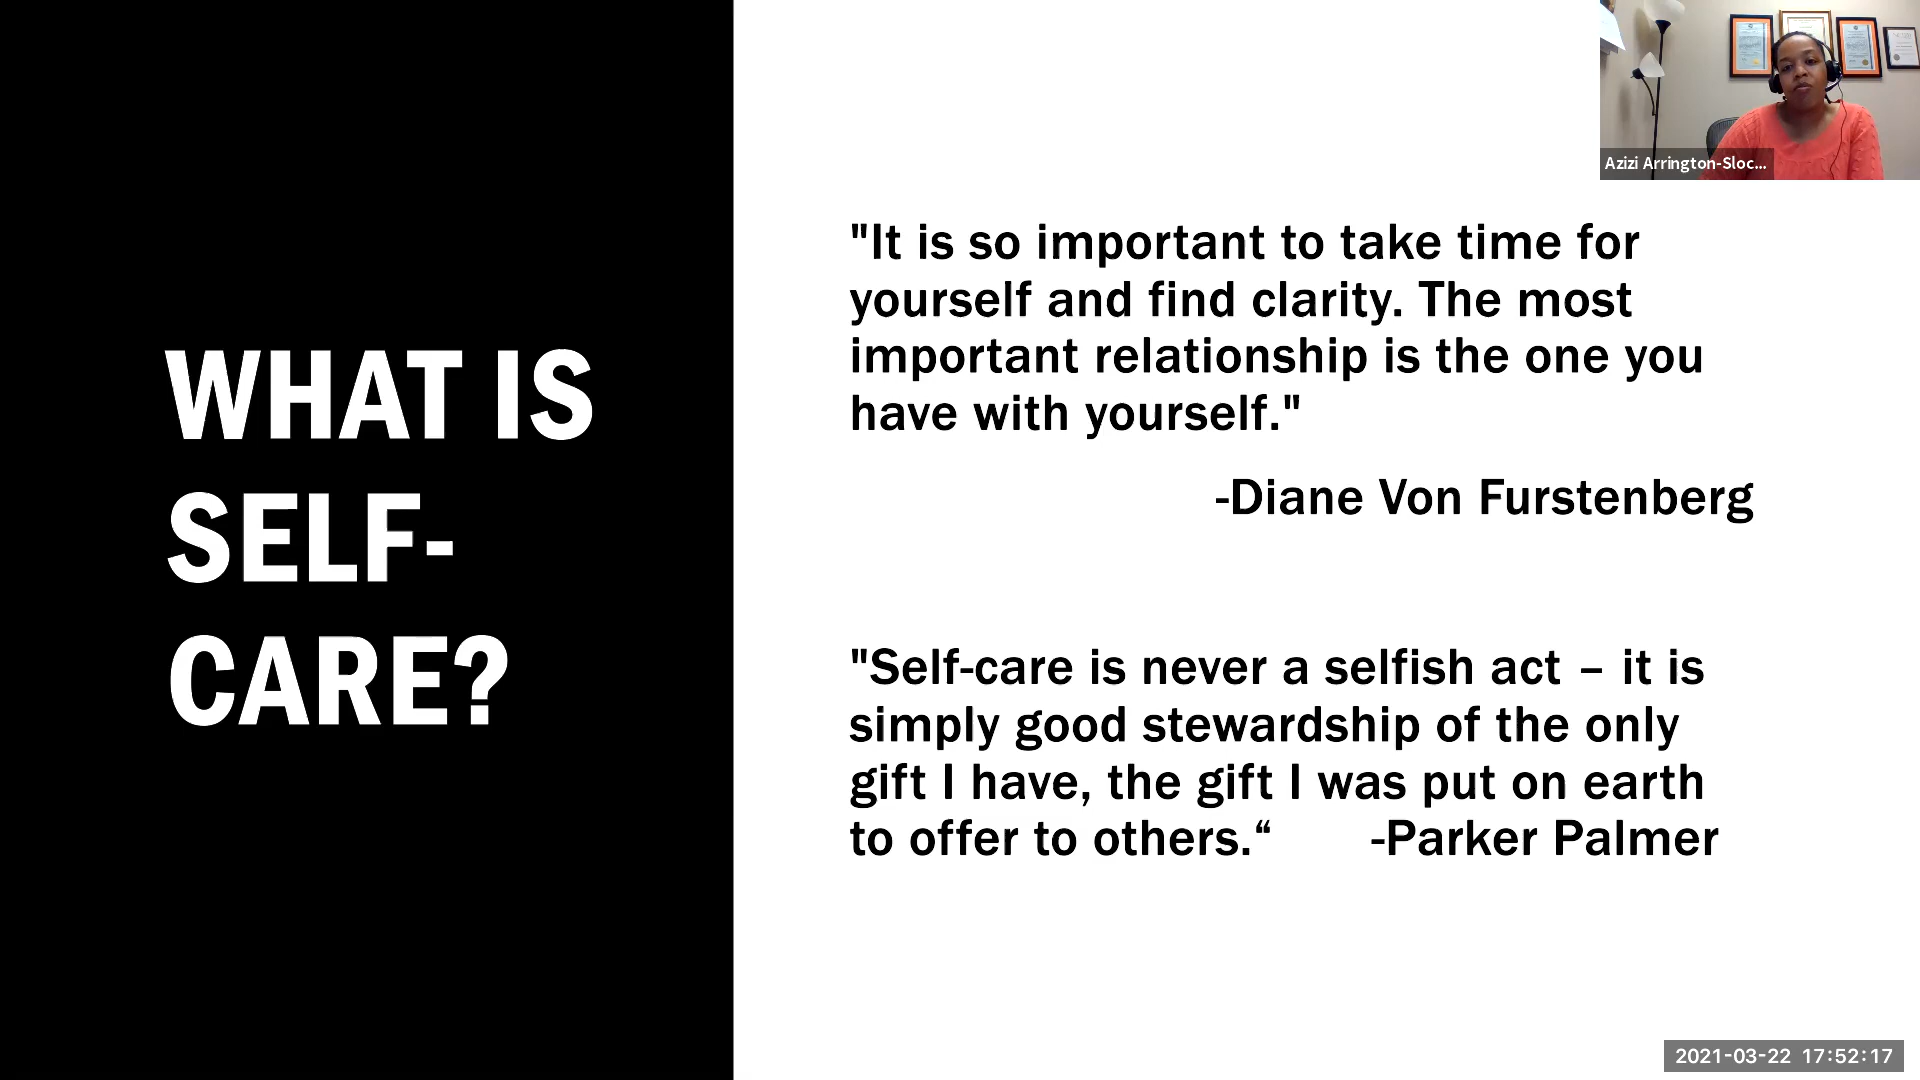 WHAT IS
SELF-
CARE?
"It is so important to take time for
yourself and find clarity. The most
important relationship is the one you
have with yourself."
-Diane Von Furstenberg
"Self-care is never a selfish act – it is
simply good stewardship of the only
gift I have, the gift I was put on earth
to offer to others.“ -Parker Palmer
Azizi Arrington-Sloc...
2021-03-22 17:52:17